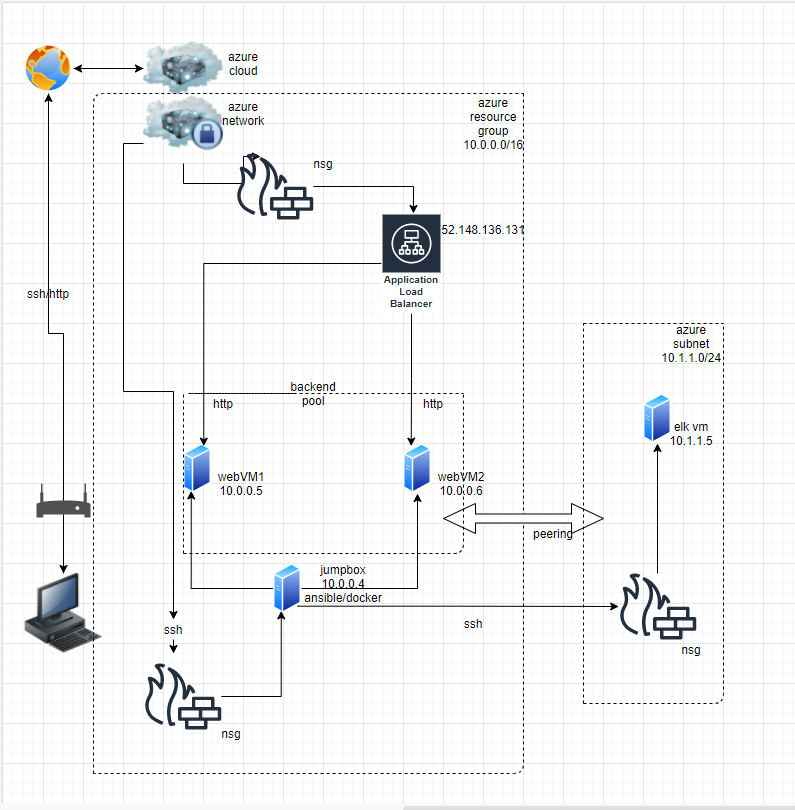 azure
cloud
azure
network
azure
resource
group
10.0.0.0/16
nsg
52.148.136.131
Application
Load
Balancer
ssh/http
azure
subnet
10.1.1.0/24
backend
pool
http
http
elk vm
10.1.1.5
webVM1
10.0.0.5
webVM2
10.0.0.6
peering
jumpbox
10.0.0.4
ansible/docker
ssh
ssh
nsg
nsg